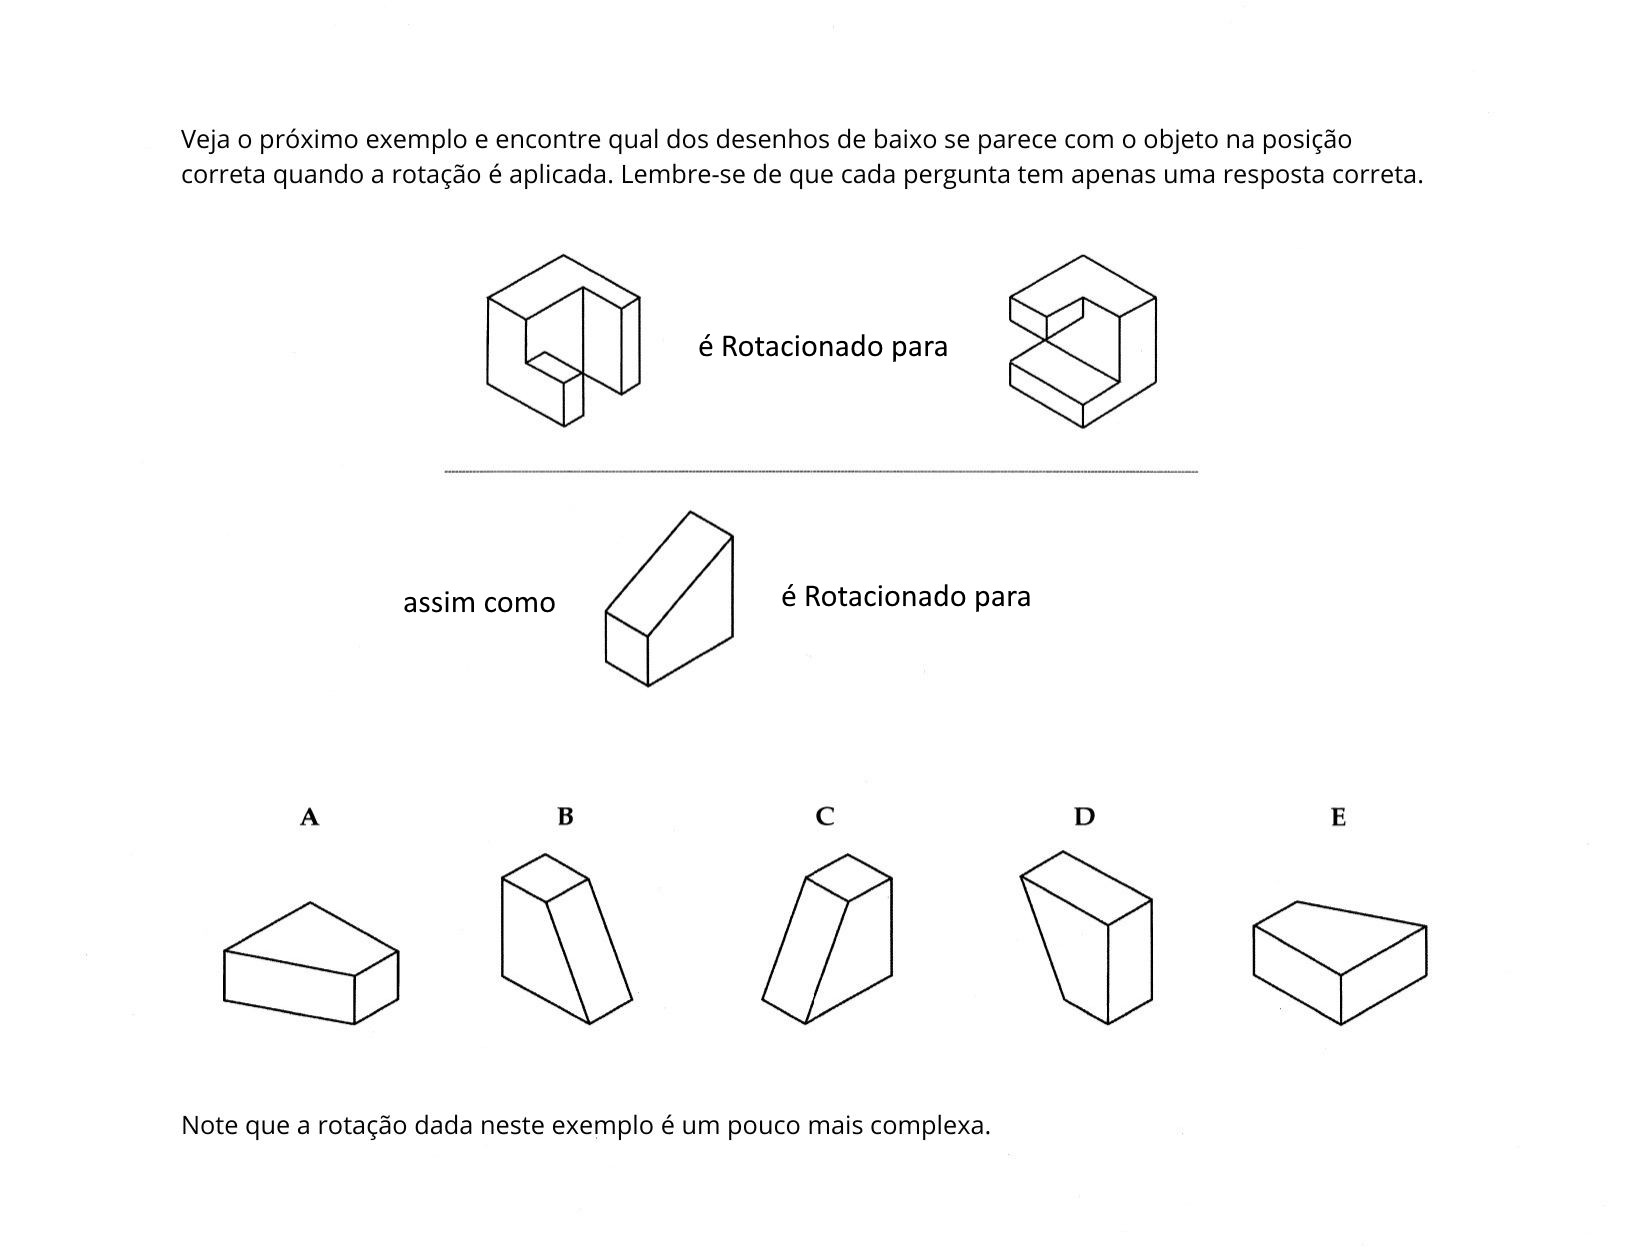 Veja o próximo exemplo e encontre qual dos desenhos de baixo se parece com o objeto na posição
correta quando a rotação é aplicada. Lembre-se de que cada pergunta tem apenas uma resposta correta.
é Rotacionado para
assim como
é Rotacionado para
A B C D E
Note que a rotação dada neste exemplo é um pouco mais complexa.